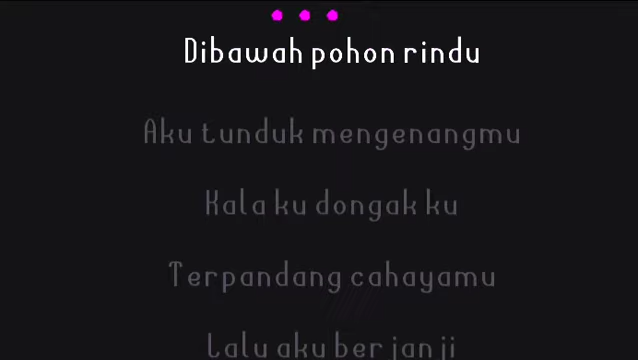 Dibawah pohon rindu
Aku tunduk mengenangmu
Kala ku dongak ku
Terpandang cahayamu
Lalu aku berjanji